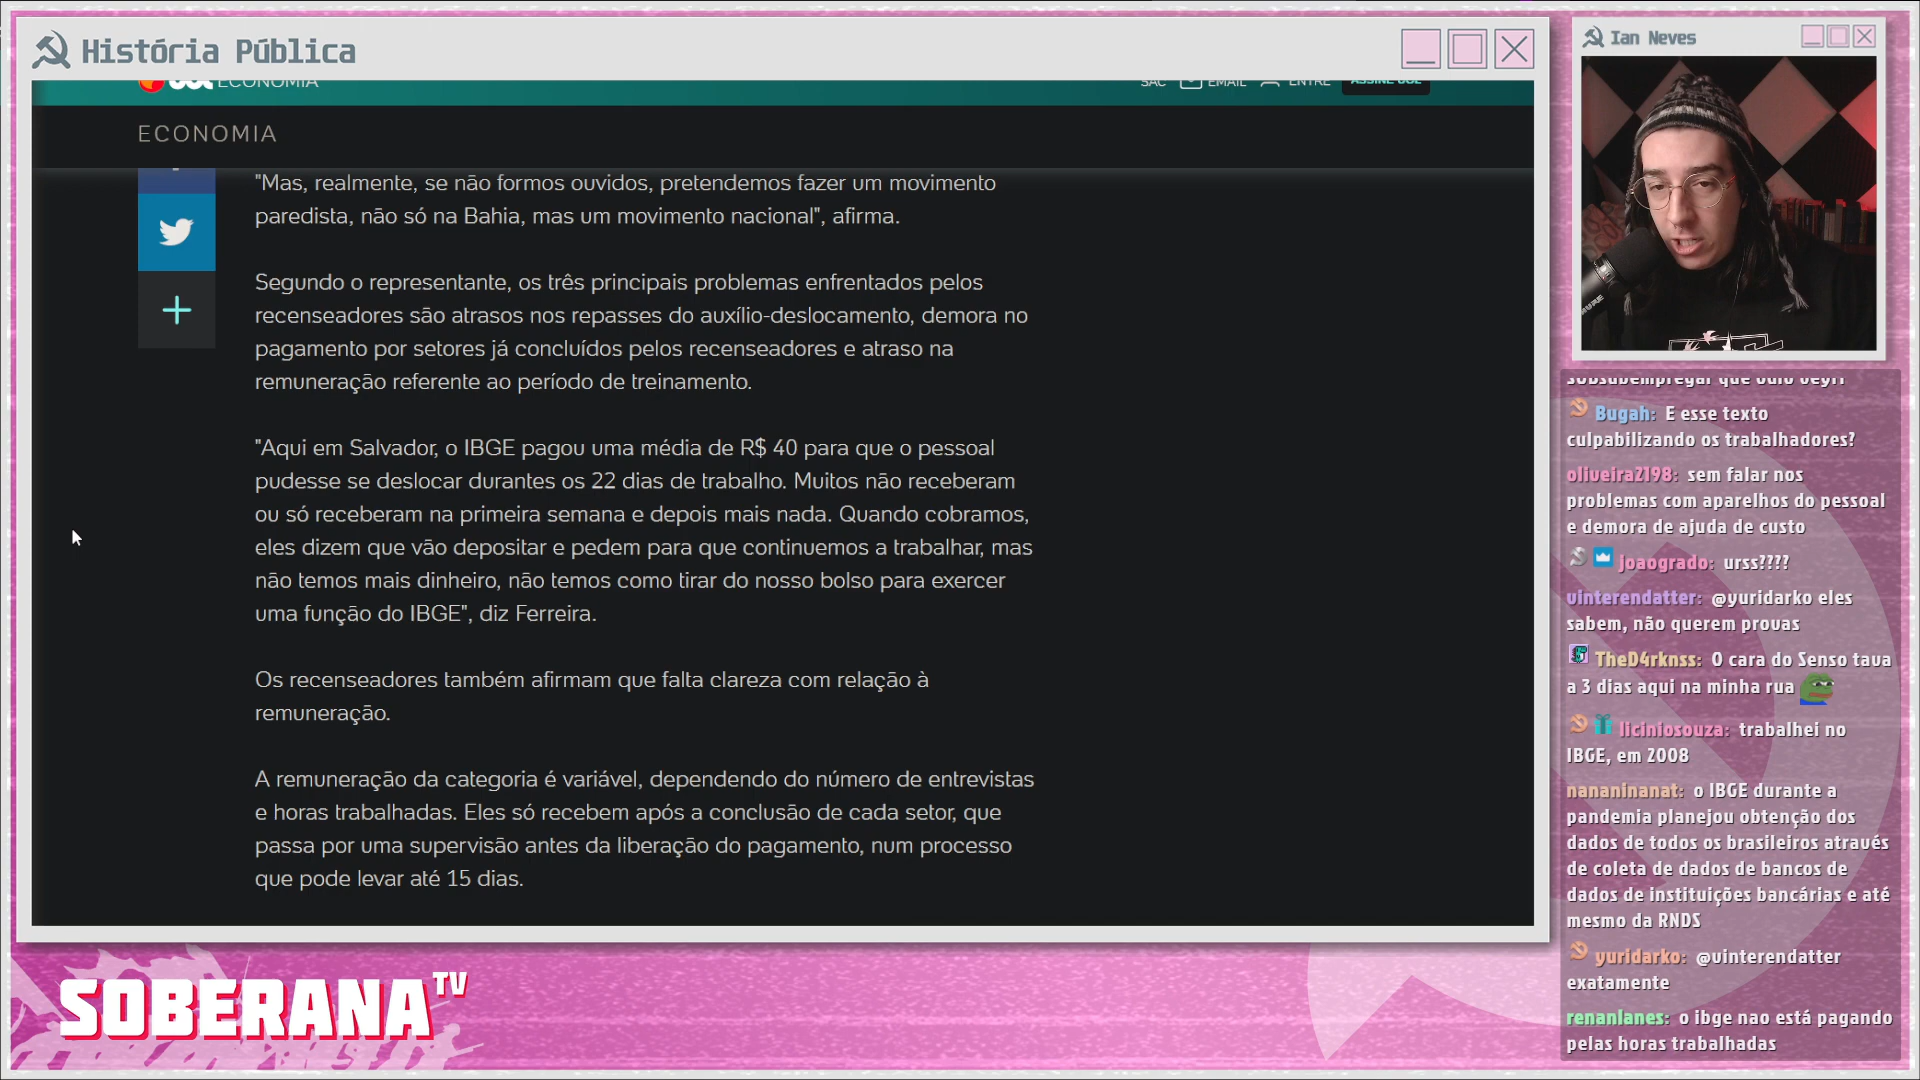 História Pública
ECONOMIA
SAC EMAIL ENTRE ASSINE UOL
ECONOMIA
"Mas, realmente, se não formos ouvidos, pretendemos fazer um movimento
paredista, não só na Bahia, mas um movimento nacional", afirma.
Segundo o representante, os três principais problemas enfrentados pelos
recenseadores são atrasos nos repasses do auxílio-deslocamento, demora no
pagamento por setores já concluídos pelos recenseadores e atraso na
remuneração referente ao período de treinamento.
"Aqui em Salvador, o IBGE pagou uma média de R$ 40 para que o pessoal
pudesse se deslocar durantes os 22 dias de trabalho. Muitos não receberam
ou só receberam na primeira semana e depois mais nada. Quando cobramos,
eles dizem que vão depositar e pedem para que continuemos a trabalhar, mas
não temos mais dinheiro, não temos como tirar do nosso bolso para exercer
uma função do IBGE", diz Ferreira.
Os recenseadores também afirmam que falta clareza com relação à
remuneração.
A remuneração da categoria é variável, dependendo do número de entrevistas
e horas trabalhadas. Eles só recebem após a conclusão de cada setor, que
passa por uma supervisão antes da liberação do pagamento, num processo
que pode levar até 15 dias.
SOBERANA TV
Ian Neves
Bugah: E esse texto
culpabilizando os trabalhadores?
oliveira2198: sem falar nos
problemas com aparelhos do pessoal
e demora de ajuda de custo
joaogrado: urss????
vinterendatter: @yuridarko eles
sabem, não querem provas
TheD4rknss: O cara do Senso tava
a 3 dias aqui na minha rua
liciniosouza: trabalhei no
IBGE, em 2008
nananinanat: o IBGE durante a
pandemia planejou obtenção dos
dados de todos os brasileiros através
de coleta de dados de bancos de
dados de instituições bancárias e até
mesmo da RNDS
yuridarko: @vinterendatter
exatamente
renanlanes: o ibge nao está pagando
pelas horas trabalhadas